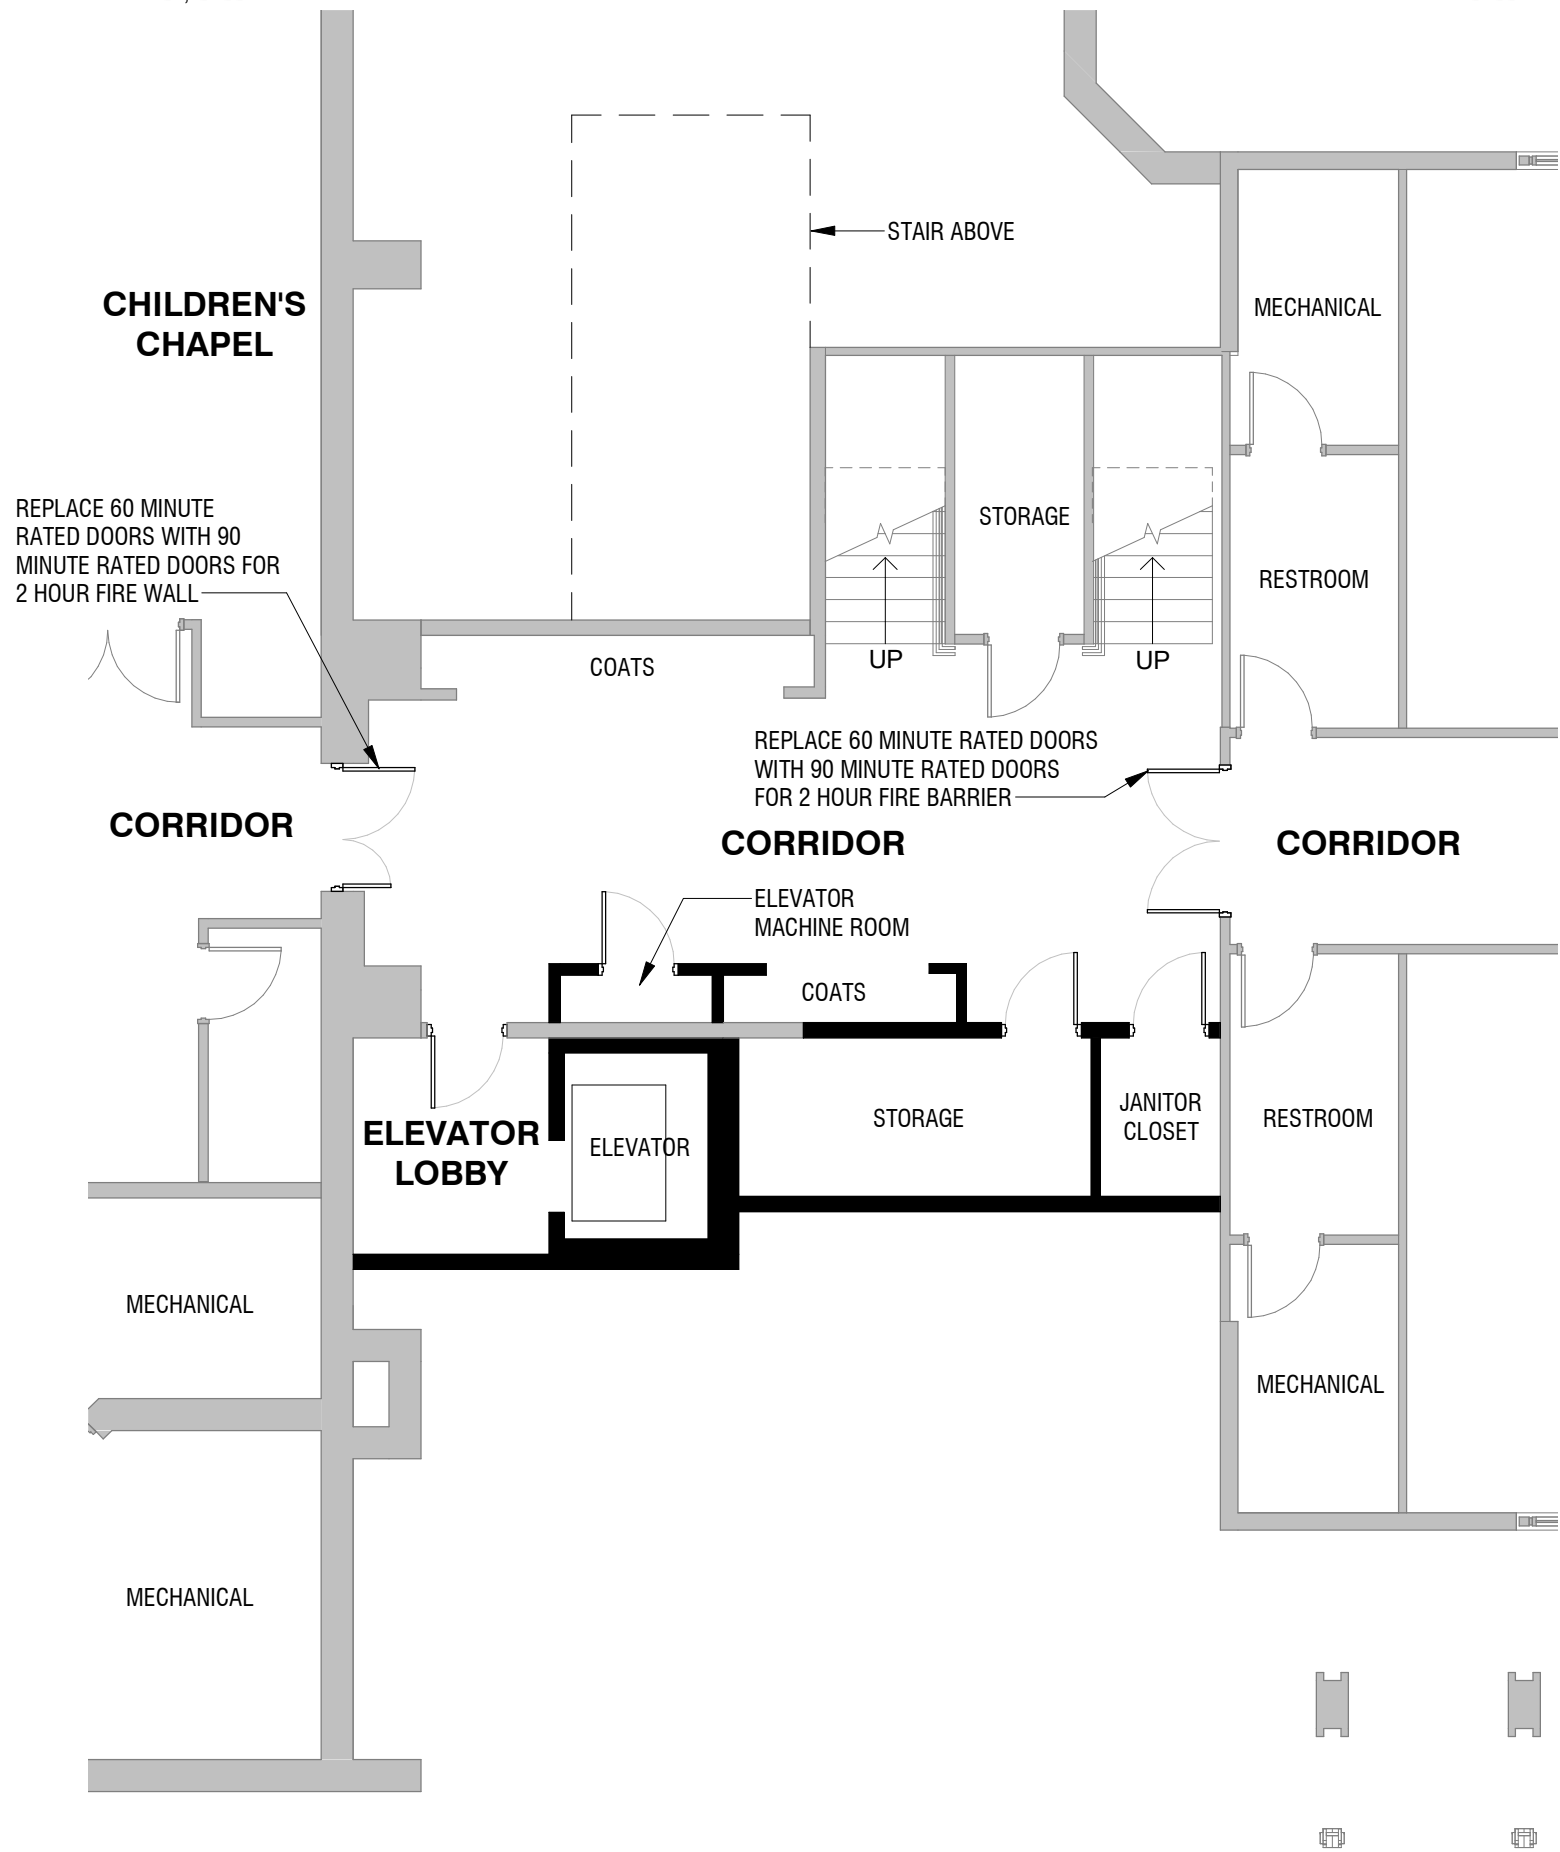 STAIR ABOVE
CHILDREN'S
CHAPEL
MECHANICAL
REPLACE 60 MINUTE
RATED DOORS WITH 90
MINUTE RATED DOORS FOR
2 HOUR FIRE WALL
STORAGE
RESTROOM
COATS
UP
UP
REPLACE 60 MINUTE RATED DOORS
WITH 90 MINUTE RATED DOORS
FOR 2 HOUR FIRE BARRIER
CORRIDOR
CORRIDOR
CORRIDOR
ELEVATOR
MACHINE ROOM
COATS
ELEVATOR
LOBBY
ELEVATOR
STORAGE
JANITOR
CLOSET
RESTROOM
MECHANICAL
MECHANICAL
MECHANICAL